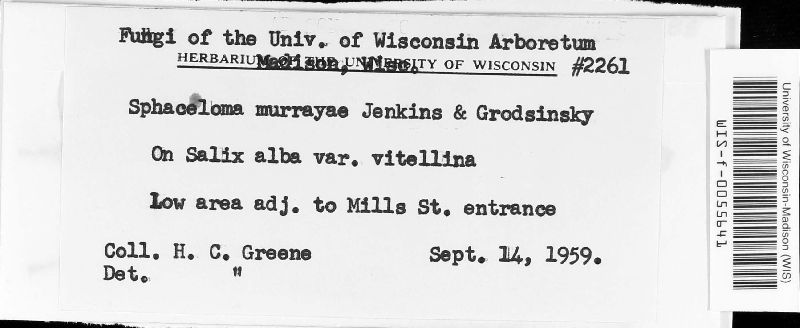 Fungi of the Univ. of Wisconsin Arboretum
HERBARIUM OF THE UNIVERSITY OF WISCONSIN
Madison, Wisc. #2261
Sphaceloma murrayae Jenkins & Grodsinsky
On Salix alba var. vitellina
Low area adj. to Mills St. entrance
Coll. H. C. Greene Sept. 14, 1959.
Det. "
University of Wisconsin-Madison (WIS)
WIS-f-0055641